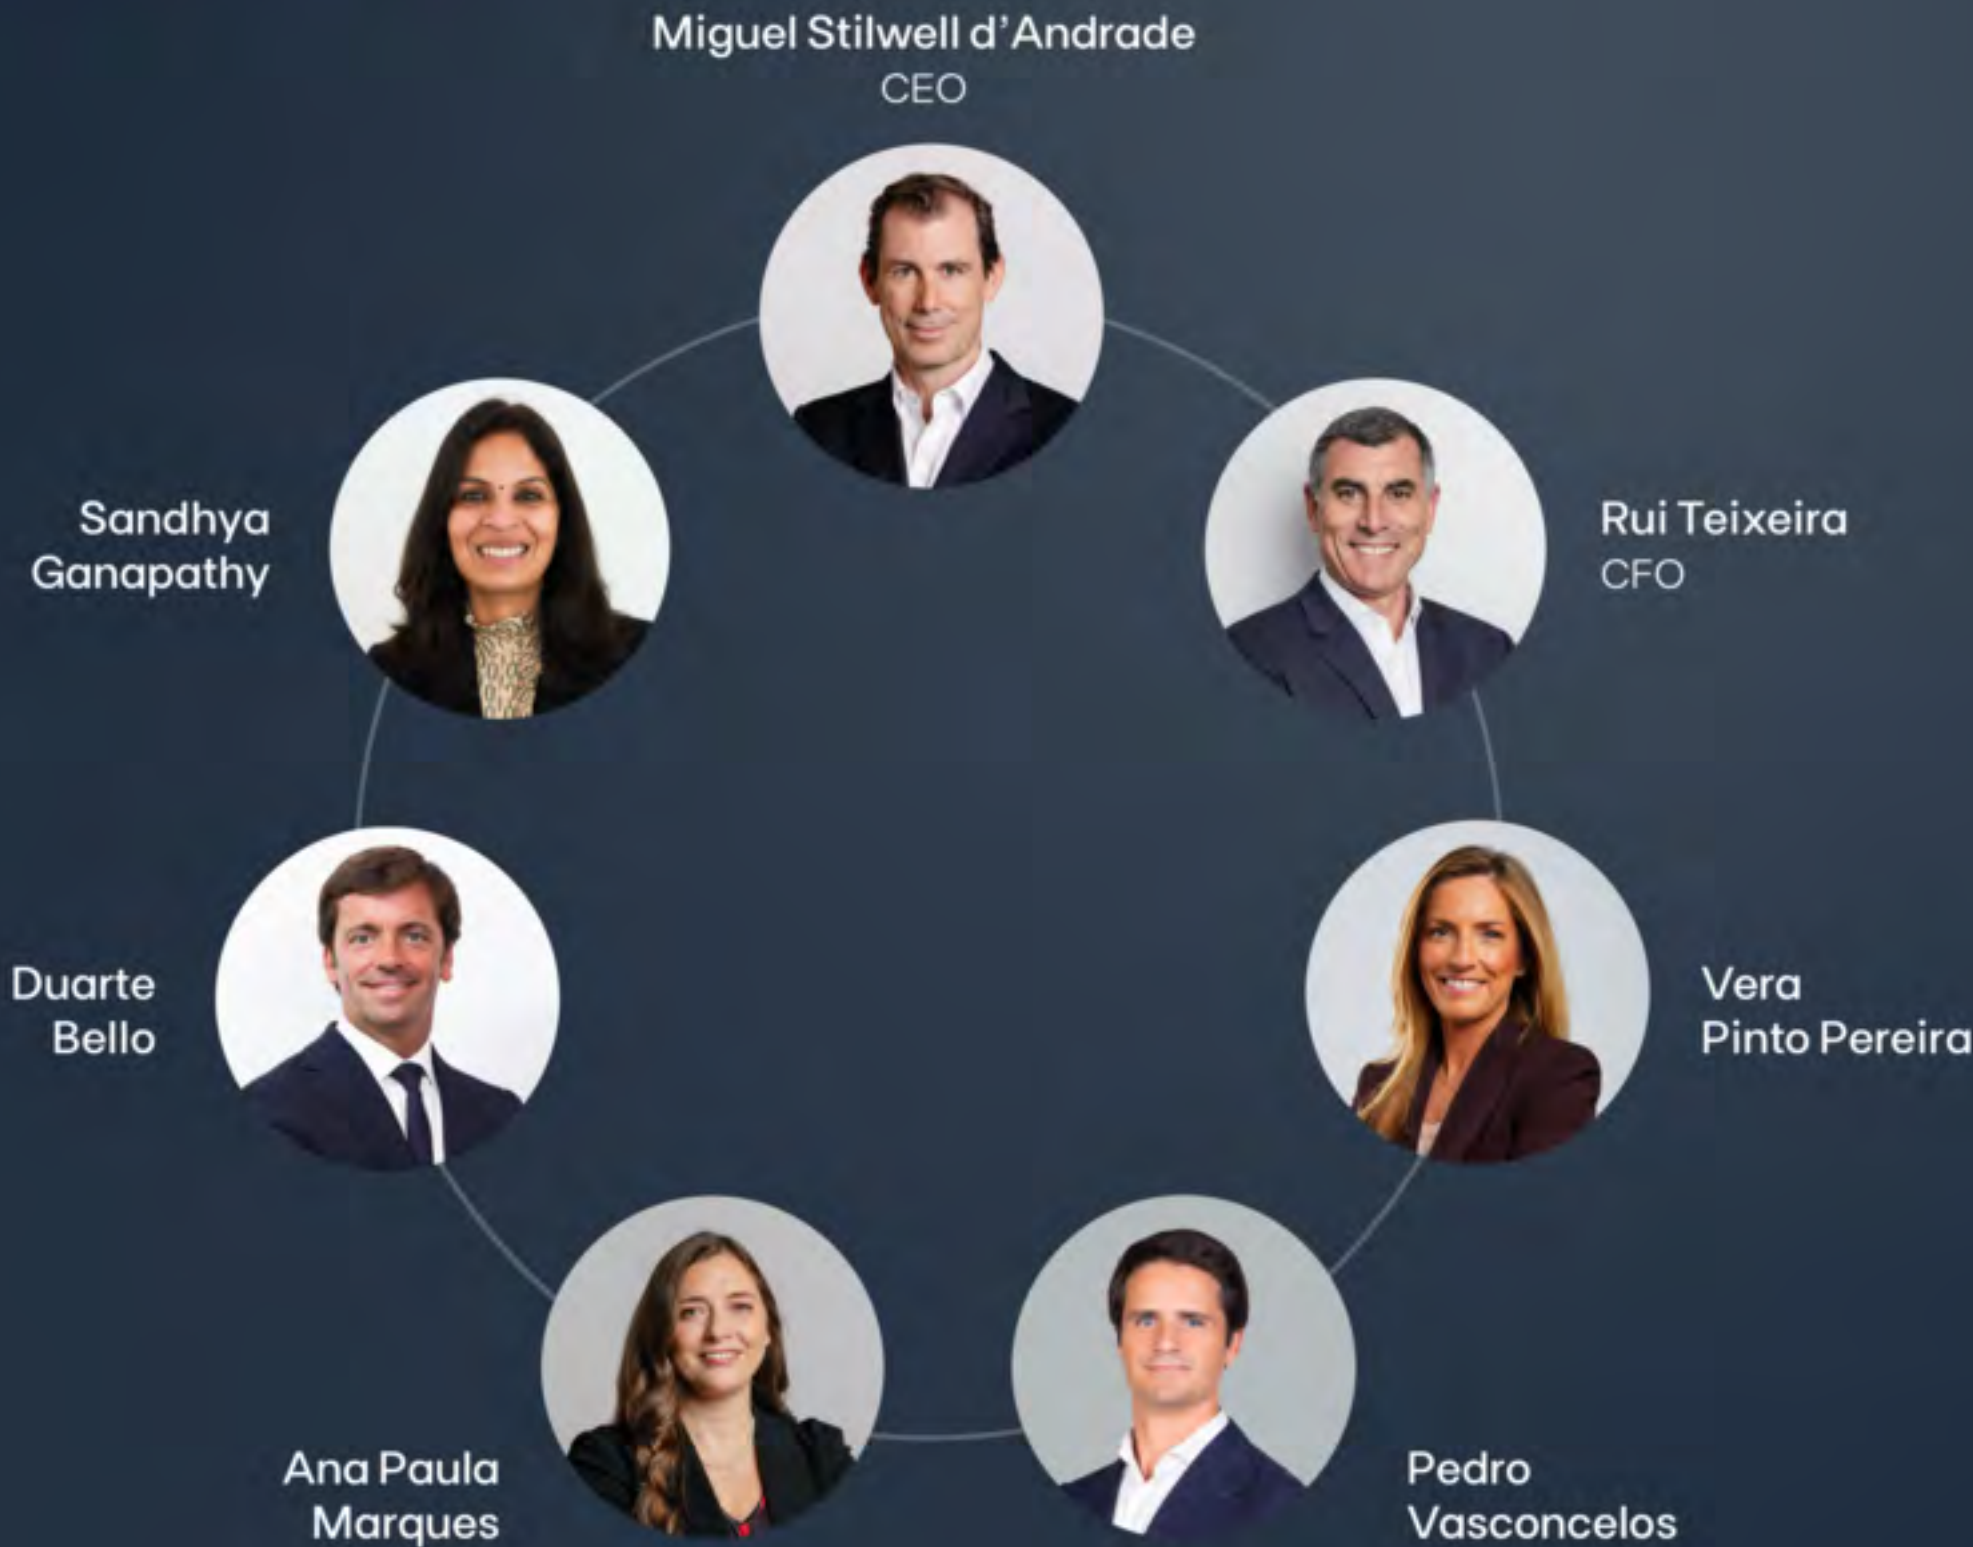 Miguel Stilwell d’Andrade
CEO
Sandhya
Ganapathy
Rui Teixeira
CFO
Duarte
Bello
Vera
Pinto Pereira
Ana Paula
Marques
Pedro
Vasconcelos